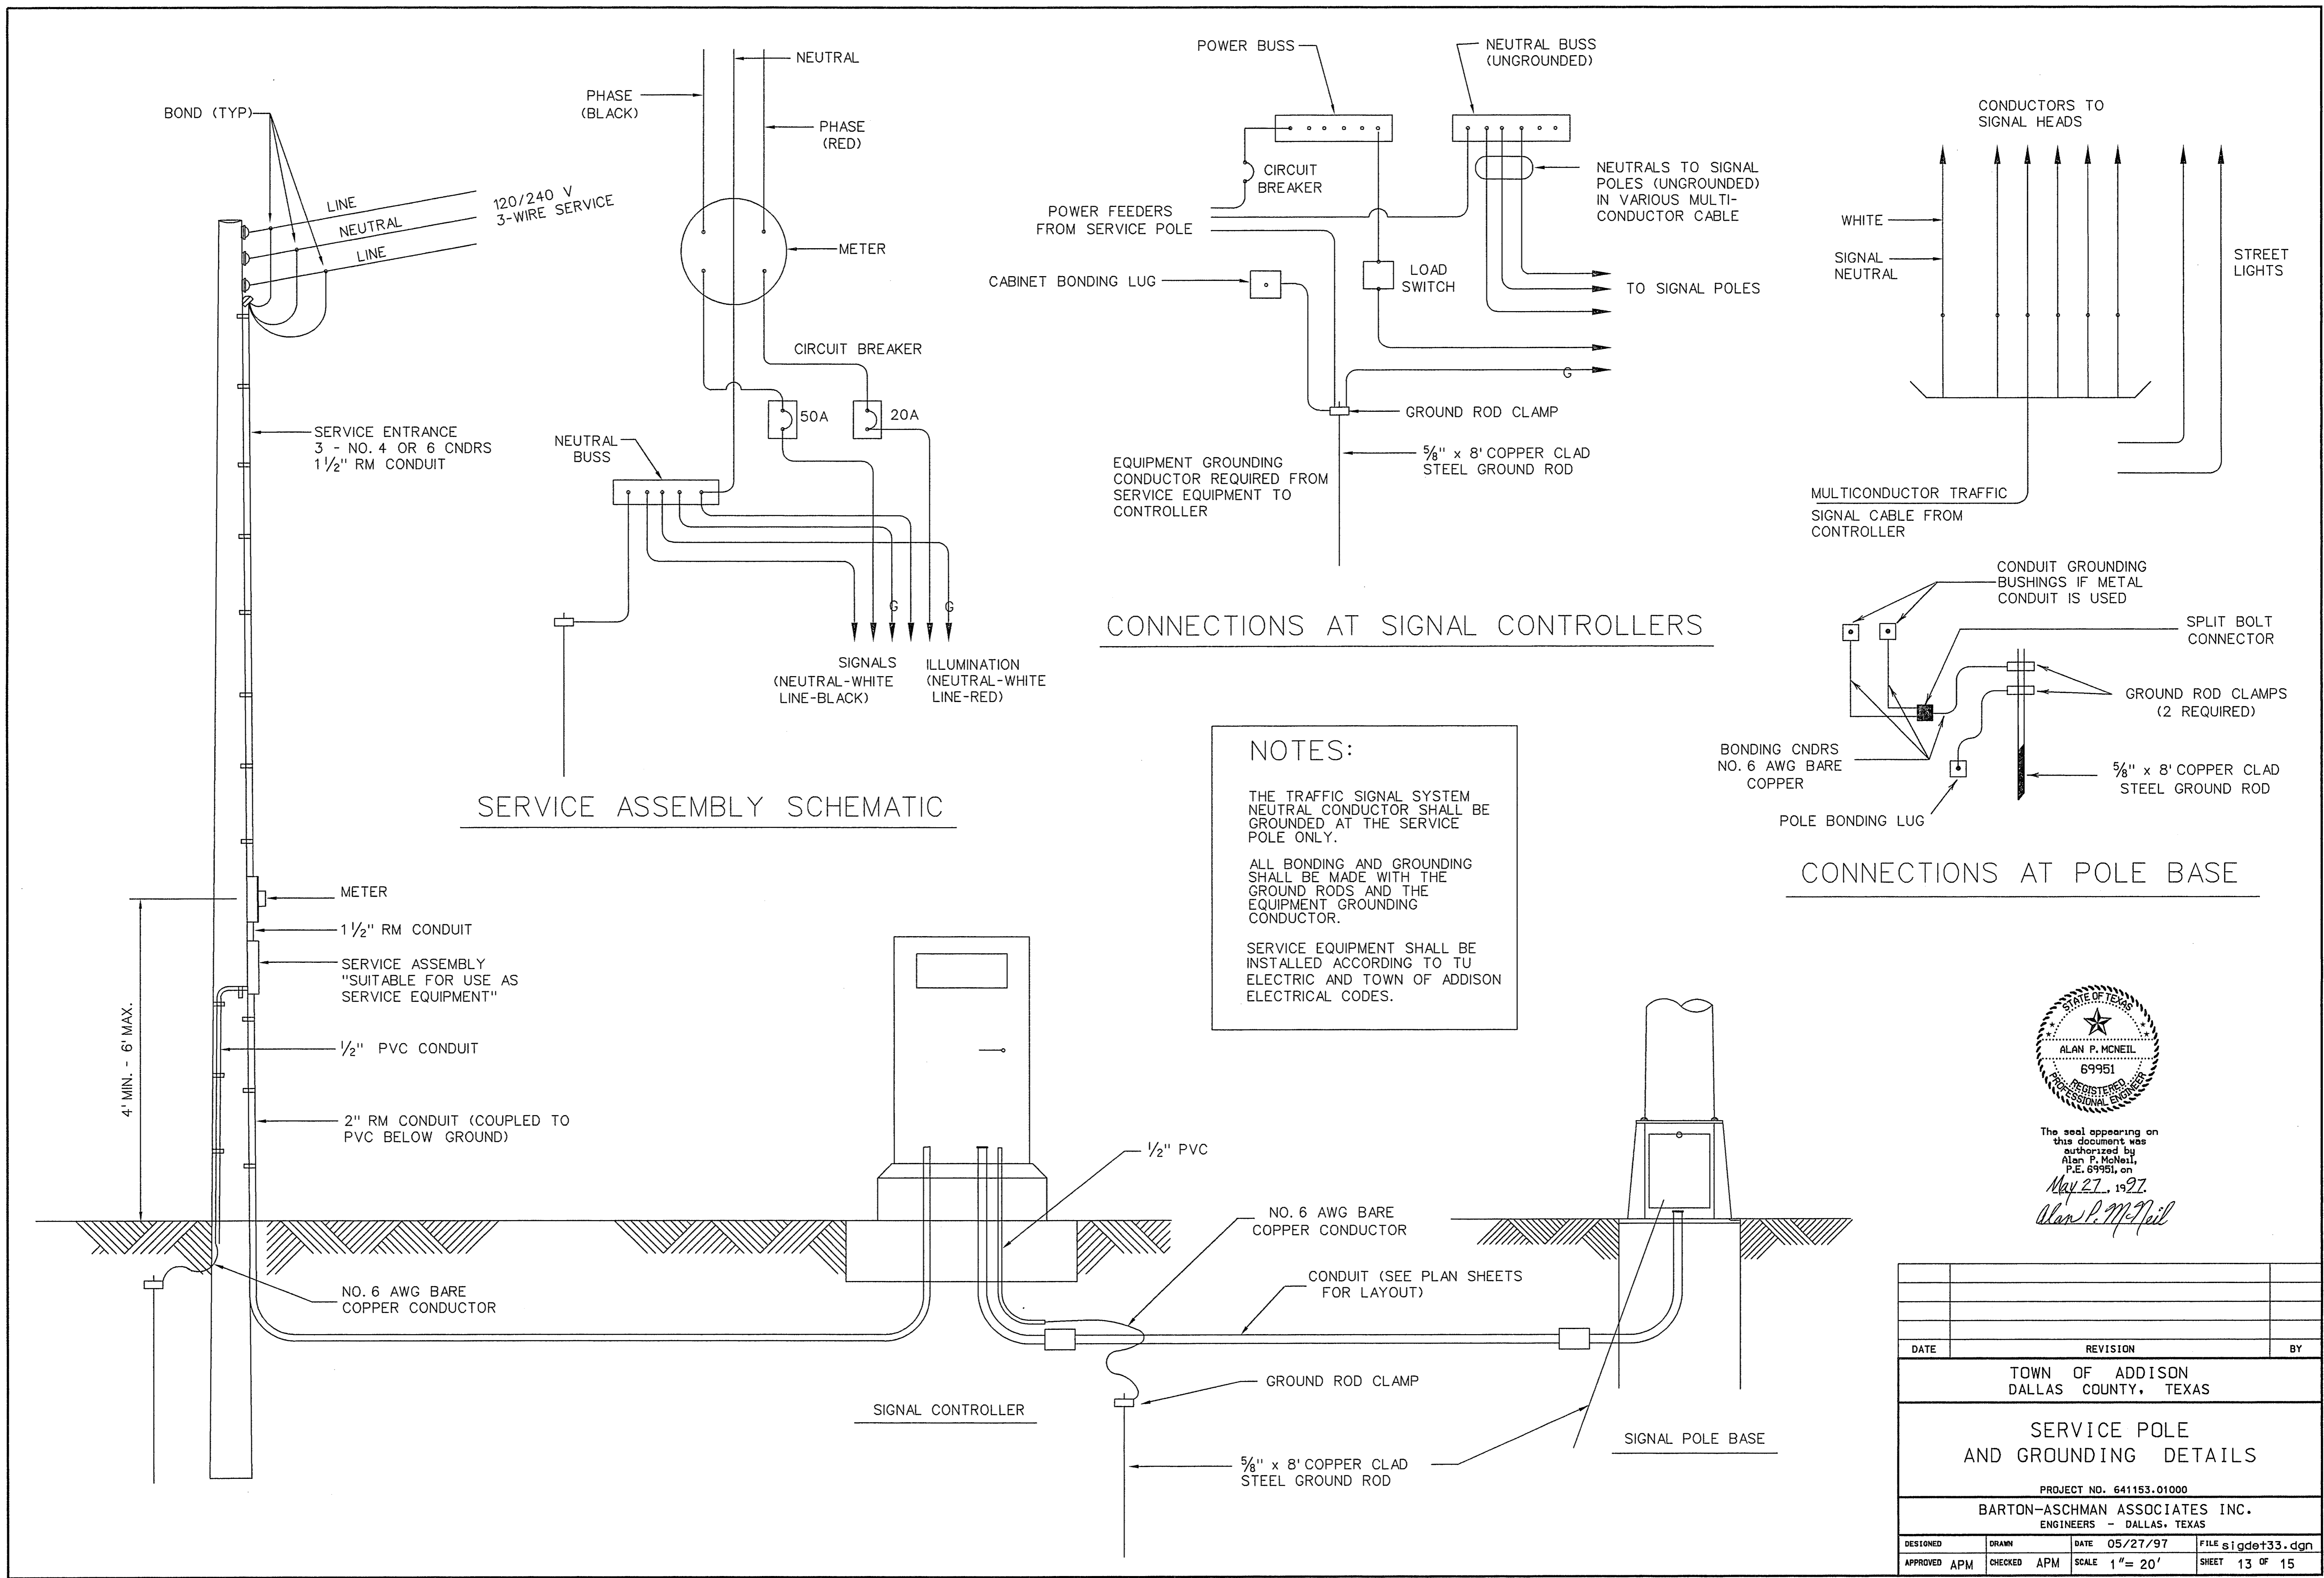 BOND (TYP)
LINE
NEUTRAL
LINE
120/240 V
3-WIRE SERVICE
SERVICE ENTRANCE
3 - NO. 4 OR 6 CNDRS
1 1/2" RM CONDUIT
METER
1 1/2" RM CONDUIT
SERVICE ASSEMBLY
"SUITABLE FOR USE AS
SERVICE EQUIPMENT"
1/2" PVC CONDUIT
2" RM CONDUIT (COUPLED TO
PVC BELOW GROUND)
4' MIN. - 6' MAX.
NO. 6 AWG BARE
COPPER CONDUCTOR
NEUTRAL
PHASE
(BLACK)
PHASE
(RED)
METER
CIRCUIT BREAKER
50A
20A
NEUTRAL
BUSS
G
G
SIGNALS
(NEUTRAL-WHITE
LINE-BLACK)
ILLUMINATION
(NEUTRAL-WHITE
LINE-RED)
SERVICE ASSEMBLY SCHEMATIC
POWER BUSS
NEUTRAL BUSS
(UNGROUNDED)
CIRCUIT
BREAKER
NEUTRALS TO SIGNAL
POLES (UNGROUNDED)
IN VARIOUS MULTI-
CONDUCTOR CABLE
POWER FEEDERS
FROM SERVICE POLE
CABINET BONDING LUG
LOAD
SWITCH
TO SIGNAL POLES
G
GROUND ROD CLAMP
5/8" x 8' COPPER CLAD
STEEL GROUND ROD
EQUIPMENT GROUNDING
CONDUCTOR REQUIRED FROM
SERVICE EQUIPMENT TO
CONTROLLER
CONNECTIONS AT SIGNAL CONTROLLERS
CONDUCTORS TO
SIGNAL HEADS
WHITE
SIGNAL
NEUTRAL
STREET
LIGHTS
MULTICONDUCTOR TRAFFIC
SIGNAL CABLE FROM
CONTROLLER
CONDUIT GROUNDING
BUSHINGS IF METAL
CONDUIT IS USED
SPLIT BOLT
CONNECTOR
GROUND ROD CLAMPS
(2 REQUIRED)
BONDING CNDRS
NO. 6 AWG BARE
COPPER
5/8" x 8' COPPER CLAD
STEEL GROUND ROD
POLE BONDING LUG
CONNECTIONS AT POLE BASE
NOTES:
THE TRAFFIC SIGNAL SYSTEM
NEUTRAL CONDUCTOR SHALL BE
GROUNDED AT THE SERVICE
POLE ONLY.
ALL BONDING AND GROUNDING
SHALL BE MADE WITH THE
GROUND RODS AND THE
EQUIPMENT GROUNDING
CONDUCTOR.
SERVICE EQUIPMENT SHALL BE
INSTALLED ACCORDING TO TU
ELECTRIC AND TOWN OF ADDISON
ELECTRICAL CODES.
1/2" PVC
NO. 6 AWG BARE
COPPER CONDUCTOR
CONDUIT (SEE PLAN SHEETS
FOR LAYOUT)
GROUND ROD CLAMP
SIGNAL CONTROLLER
5/8" x 8' COPPER CLAD
STEEL GROUND ROD
SIGNAL POLE BASE
STATE OF TEXAS
ALAN P. MCNEIL
69951
REGISTERED
PROFESSIONAL ENGINEER
The seal appearing on
this document was
authorized by
Alan P. McNeil,
P.E. 69951, on
May 27, 1997.
Alan P. McNeil
DATE REVISION BY
TOWN OF ADDISON
DALLAS COUNTY, TEXAS
SERVICE POLE
AND GROUNDING DETAILS
PROJECT NO. 641153.01000
BARTON-ASCHMAN ASSOCIATES INC.
ENGINEERS - DALLAS, TEXAS
DESIGNED DRAWN DATE 05/27/97 FILE sigdet33.dgn
APPROVED APM CHECKED APM SCALE 1"= 20' SHEET 13 OF 15